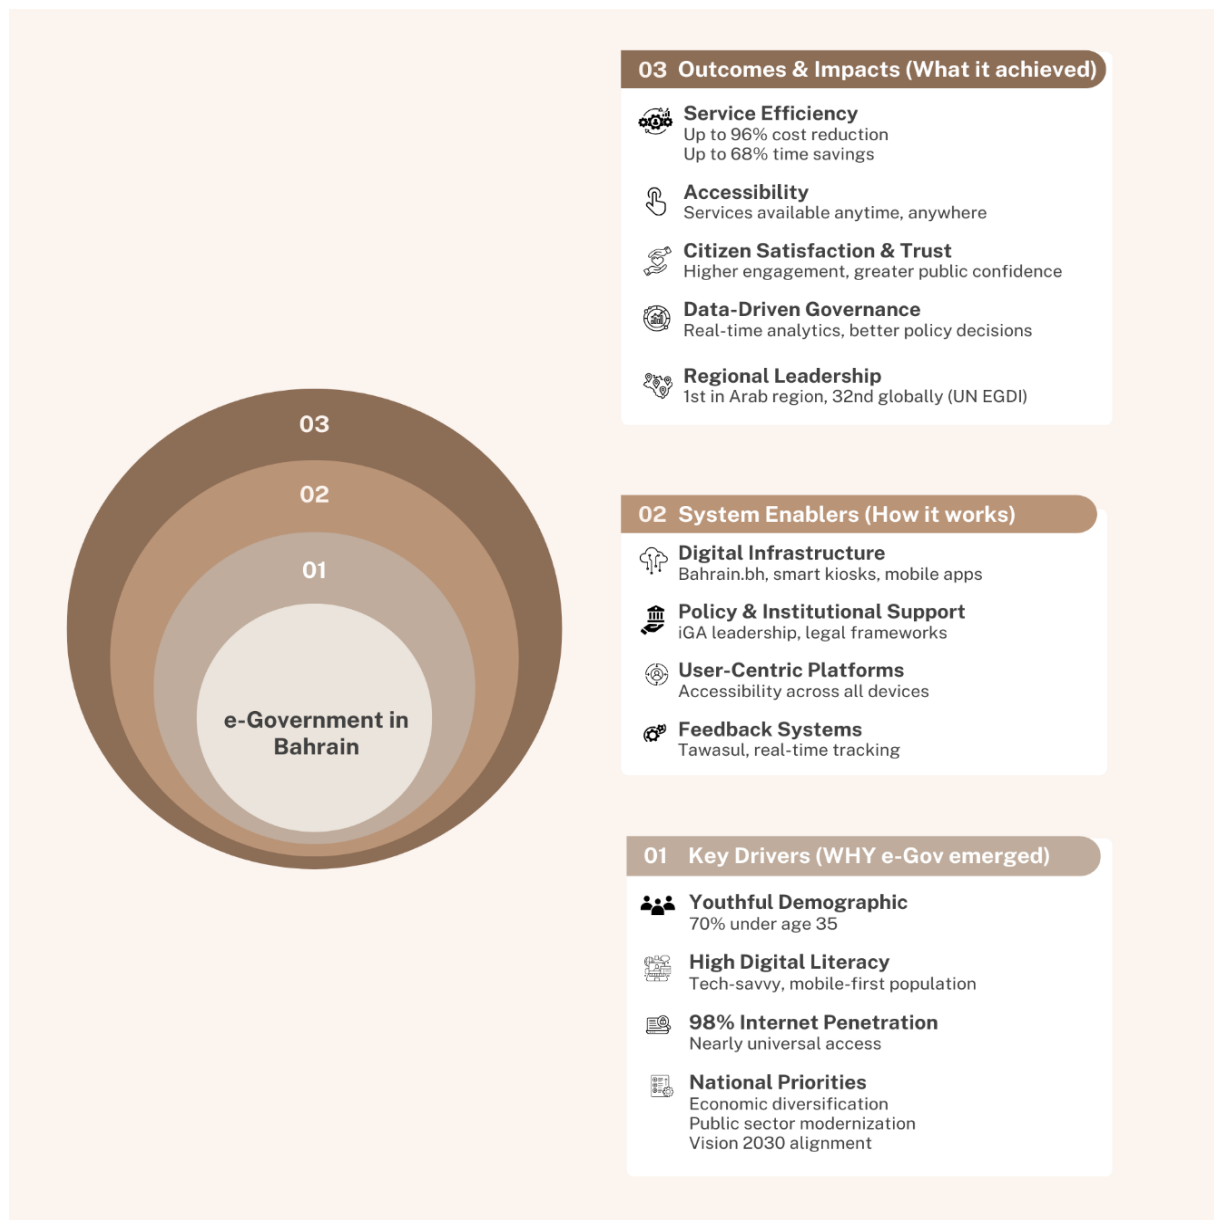 03 Outcomes & Impacts (What it achieved)
Service Efficiency
Up to 96% cost reduction
Up to 68% time savings
Accessibility
Services available anytime, anywhere
Citizen Satisfaction & Trust
Higher engagement, greater public confidence
Data-Driven Governance
Real-time analytics, better policy decisions
Regional Leadership
1st in Arab region, 32nd globally (UN EGDI)
03
02
01
e-Government in
Bahrain
02 System Enablers (How it works)
Digital Infrastructure
Bahrain.bh, smart kiosks, mobile apps
Policy & Institutional Support
iGA leadership, legal frameworks
User-Centric Platforms
Accessibility across all devices
Feedback Systems
Tawasul, real-time tracking
01 Key Drivers (WHY e-Gov emerged)
Youthful Demographic
70% under age 35
High Digital Literacy
Tech-savvy, mobile-first population
98% Internet Penetration
Nearly universal access
National Priorities
Economic diversification
Public sector modernization
Vision 2030 alignment